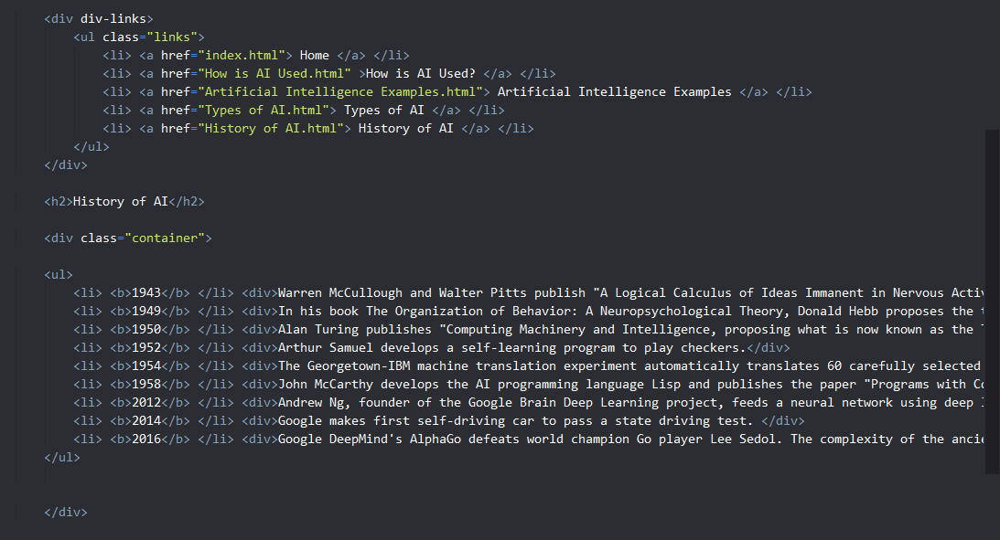 <div div-links>
<ul class="links">
<li> <a href="index.html"> Home </a> </li>
<li> <a href="How is AI Used.html" >How is AI Used? </a> </li>
<li> <a href="Artificial Intelligence Examples.html"> Artificial Intelligence Examples </a> </li>
<li> <a href="Types of AI.html"> Types of AI </a> </li>
<li> <a href="History of AI.html"> History of AI </a> </li>
</ul>
</div>
<h2>History of AI</h2>
<div class="container">
<ul>
<li> <b>1943</b> </li> <div>Warren McCullough and Walter Pitts publish "A Logical Calculus of Ideas Immanent in Nervous
<li> <b>1949</b> </li> <div>In his book The Organization of Behavior: A Neuropsychological Theory, Donald Hebb proposes the
<li> <b>1950</b> </li> <div>Alan Turing publishes "Computing Machinery and Intelligence, proposing what is now known as the
<li> <b>1952</b> </li> <div>Arthur Samuel develops a self-learning program to play checkers.</div>
<li> <b>1954</b> </li> <div>The Georgetown-IBM machine translation experiment automatically translates 60 carefully selected
<li> <b>1958</b> </li> <div>John McCarthy develops the AI programming language Lisp and publishes the paper "Programs with
<li> <b>2012</b> </li> <div>Andrew Ng, founder of the Google Brain Deep Learning project, feeds a neural network using deep
<li> <b>2014</b> </li> <div>Google makes first self-driving car to pass a state driving test. </div>
<li> <b>2016</b> </li> <div>Google DeepMind's AlphaGo defeats world champion Go player Lee Sedol. The complexity of the
</ul>
</div>